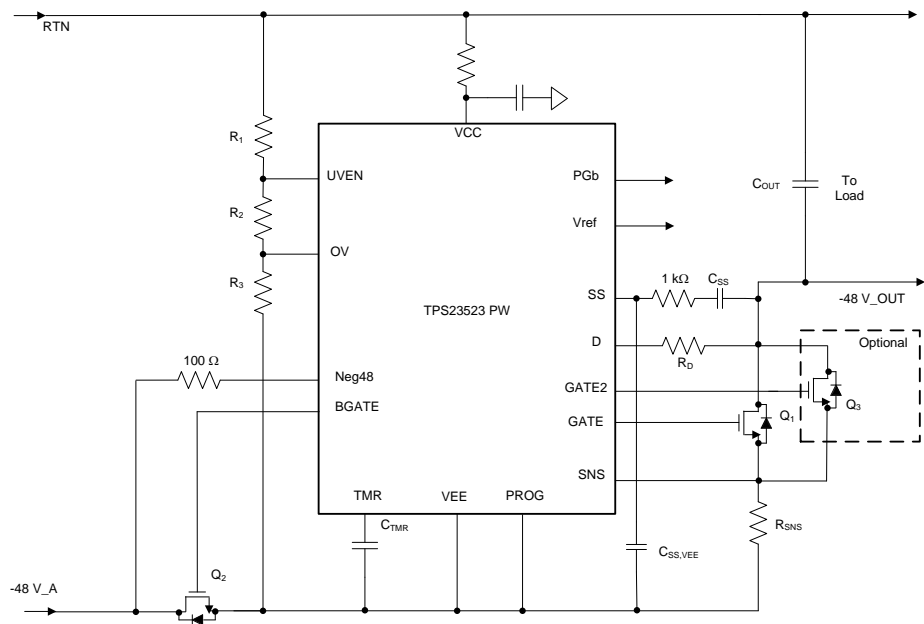 RTN
VCC
R1
UVEN
PGb
COUT
To
Load
R2
Vref
OV
R3
1 kΩ
CSS
SS
-48 V_OUT
TPS23523 PW
D
RD
Optional
100 Ω
Neg48
GATE2
BGATE
Q3
GATE
Q1
SNS
TMR
VEE
PROG
CTMR
RSNS
CSS,VEE
Q2
-48 V_A